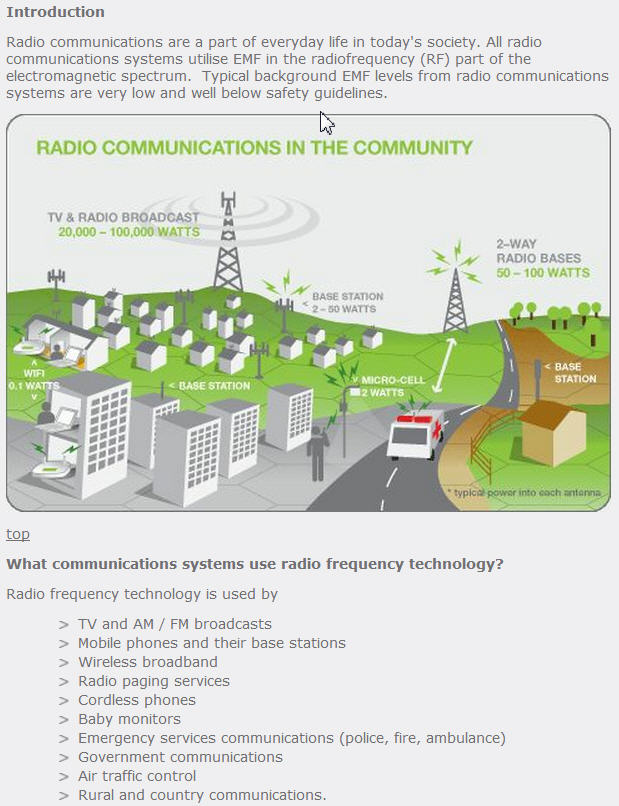 Introduction
Radio communications are a part of everyday life in today's society. All radio
communications systems utilise EMF in the radiofrequency (RF) part of the
electromagnetic spectrum.  Typical background EMF levels from radio communications
systems are very low and well below safety guidelines.
RADIO COMMUNICATIONS IN THE COMMUNITY
TV & RADIO BROADCAST
20,000 – 100,000 WATTS
2–WAY
RADIO BASES
50 – 100 WATTS
< BASE STATION
2 – 50 WATTS
^
WIFI
0.1 WATTS
v
< BASE STATION
v MICRO-CELL
2 WATTS
< BASE
STATION
* typical power into each antenna
top
What communications systems use radio frequency technology?
Radio frequency technology is used by
> TV and AM / FM broadcasts
> Mobile phones and their base stations
> Wireless broadband
> Radio paging services
> Cordless phones
> Baby monitors
> Emergency services communications (police, fire, ambulance)
> Government communications
> Air traffic control
> Rural and country communications.